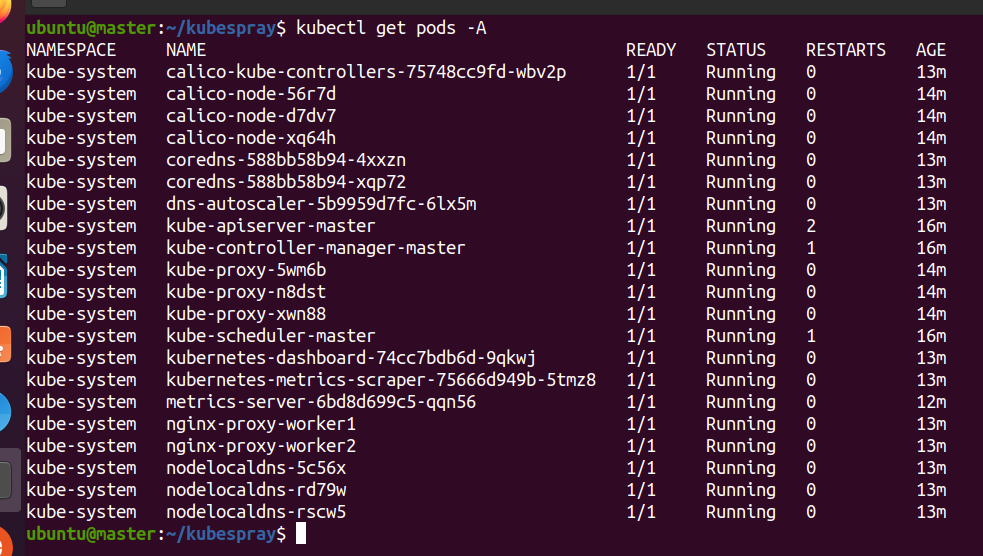 ubuntu@master:~/kubespray$ kubectl get pods -A
NAMESPACE NAME READY STATUS RESTARTS AGE
kube-system calico-kube-controllers-75748cc9fd-wbv2p 1/1 Running 0 13m
kube-system calico-node-56r7d 1/1 Running 0 14m
kube-system calico-node-d7dv7 1/1 Running 0 14m
kube-system calico-node-xq64h 1/1 Running 0 14m
kube-system coredns-588bb58b94-4xxzn 1/1 Running 0 13m
kube-system coredns-588bb58b94-xqp72 1/1 Running 0 13m
kube-system dns-autoscaler-5b9959d7fc-6lx5m 1/1 Running 0 13m
kube-system kube-apiserver-master 1/1 Running 2 16m
kube-system kube-controller-manager-master 1/1 Running 1 16m
kube-system kube-proxy-5wm6b 1/1 Running 0 14m
kube-system kube-proxy-n8dst 1/1 Running 0 14m
kube-system kube-proxy-xwn88 1/1 Running 0 14m
kube-system kube-scheduler-master 1/1 Running 1 16m
kube-system kubernetes-dashboard-74cc7bdb6d-9qkwj 1/1 Running 0 13m
kube-system kubernetes-metrics-scraper-75666d949b-5tmz8 1/1 Running 0 13m
kube-system metrics-server-6bd8d699c5-qqn56 1/1 Running 0 12m
kube-system nginx-proxy-worker1 1/1 Running 0 13m
kube-system nginx-proxy-worker2 1/1 Running 0 13m
kube-system nodelocaldns-5c56x 1/1 Running 0 13m
kube-system nodelocaldns-rd79w 1/1 Running 0 13m
kube-system nodelocaldns-rscw5 1/1 Running 0 13m
ubuntu@master:~/kubespray$